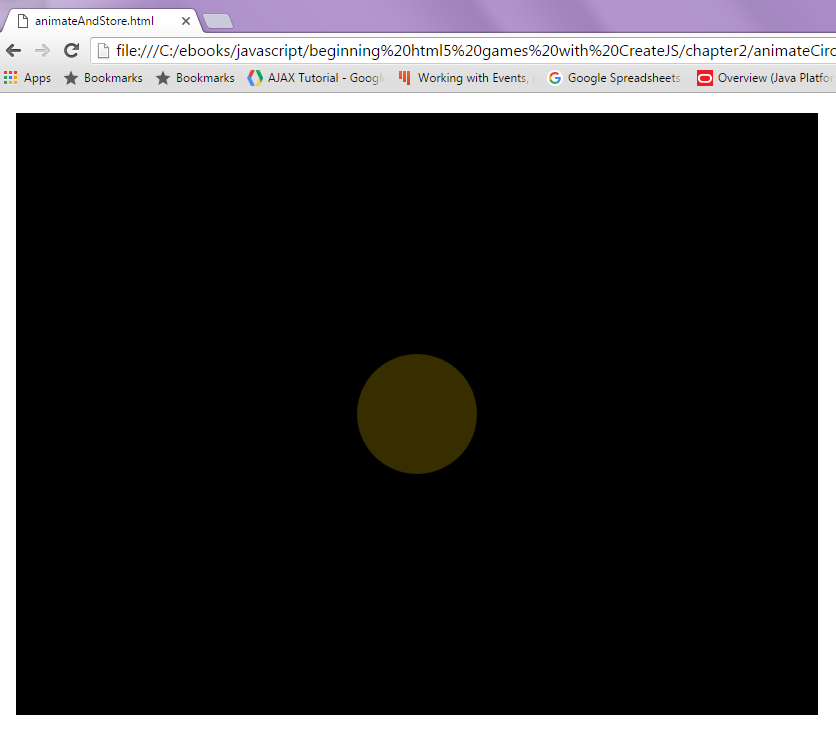 animateAndStore.html
file:///C:/ebooks/javascript/beginning%20html5%20games%20with%20CreateJS/chapter2/animateCirc
Apps Bookmarks Bookmarks AJAX Tutorial - Googl Working with Events, Google Spreadsheets Overview (Java Platfor